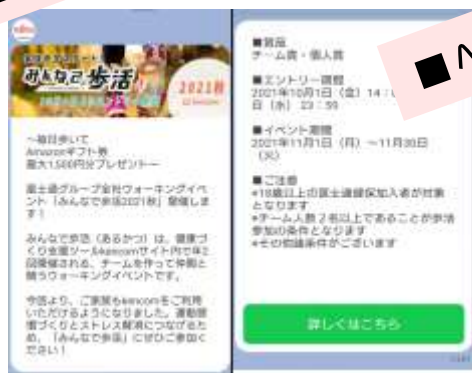 みんなで歩活
2021秋
～毎日歩いて
Amazonギフト券
最大1,500円分プレゼント～
富士通グループ会社ウォーキングイベ
ント「みんなで歩活2021秋」開催しま
す！
みんなで歩活（あるかつ）は、健康づ
くり支援ツールkencomサイト内で年2
回開催される、チームを作って仲間と
競うウォーキングイベントです。
今回より、ご家族もkencomをご利用
いただけるようになりました。運動習
慣づくりとストレス解消につなげるた
め、「みんなで歩活」にぜひご参加く
ださい！
■賞品
チーム賞・個人賞
■エントリー期間
2021年10月1日（金）14：
日（水）23：59
■イベント期間
2021年11月1日（月）～11月30日
（火）
■ご注意
*18歳以上の富士通健保加入者が対象
となります
*チーム人数2名以上であることが歩活
参加の条件となります
*その他諸条件がございます
詳しくはこちら